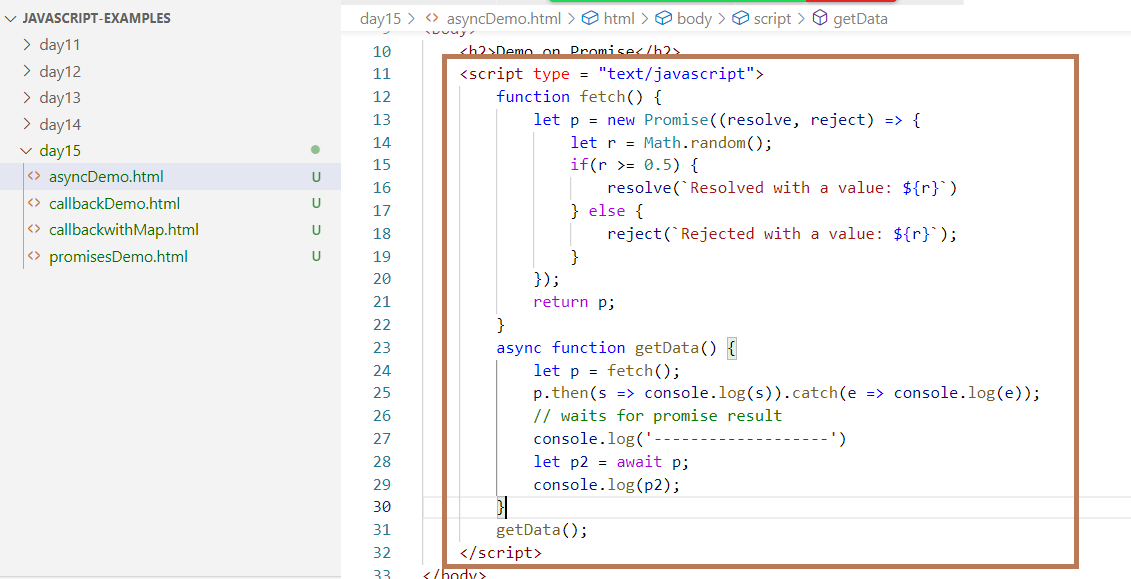 JAVASCRIPT-EXAMPLES
day11
day12
day13
day14
day15
asyncDemo.html U
callbackDemo.html U
callbackwithMap.html U
promisesDemo.html U
day15 > <> asyncDemo.html > html > body > script > getData
9 <body>
10 <h2>Demo on Promise</h2>
11 <script type = "text/javascript">
12 function fetch() {
13 let p = new Promise((resolve, reject) => {
14 let r = Math.random();
15 if(r >= 0.5) {
16 resolve(`Resolved with a value: ${r}`)
17 } else {
18 reject(`Rejected with a value: ${r}`);
19 }
20 });
21 return p;
22 }
23 async function getData() {
24 let p = fetch();
25 p.then(s => console.log(s)).catch(e => console.log(e));
26 // waits for promise result
27 console.log('-------------------')
28 let p2 = await p;
29 console.log(p2);
30 }
31 getData();
32 </script>
33 </body>